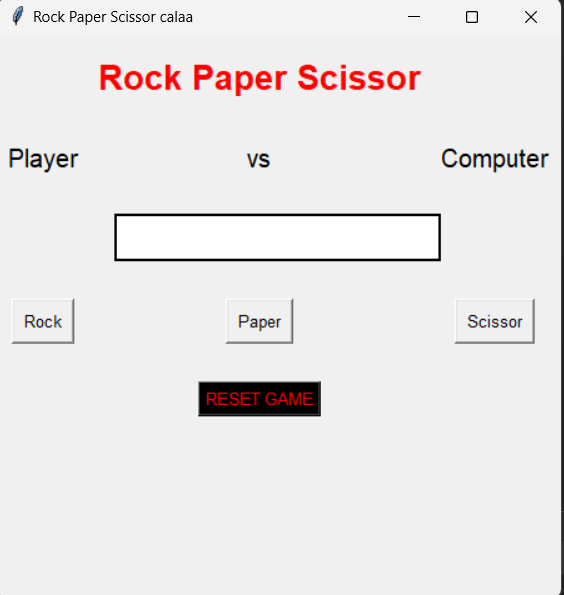 Rock Paper Scissor calaa
Rock Paper Scissor
Player vs Computer
Rock Paper Scissor
RESET GAME